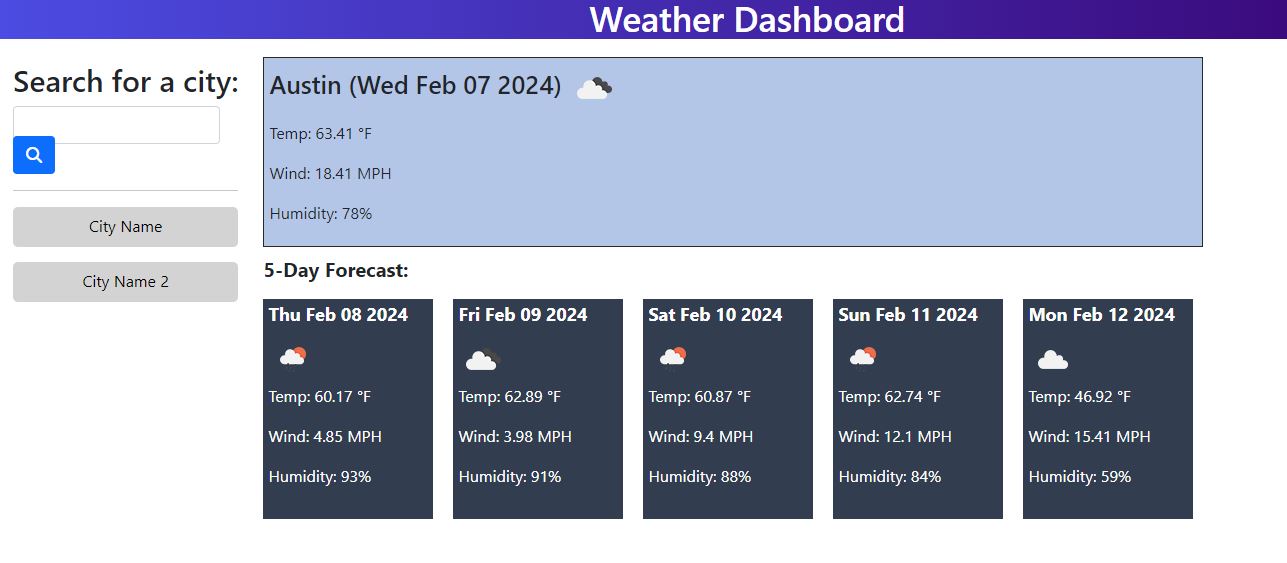 Weather Dashboard
Search for a city:
City Name
City Name 2
Austin (Wed Feb 07 2024)
Temp: 63.41 °F
Wind: 18.41 MPH
Humidity: 78%
5-Day Forecast:
Thu Feb 08 2024
Temp: 60.17 °F
Wind: 4.85 MPH
Humidity: 93%
Fri Feb 09 2024
Temp: 62.89 °F
Wind: 3.98 MPH
Humidity: 91%
Sat Feb 10 2024
Temp: 60.87 °F
Wind: 9.4 MPH
Humidity: 88%
Sun Feb 11 2024
Temp: 62.74 °F
Wind: 12.1 MPH
Humidity: 84%
Mon Feb 12 2024
Temp: 46.92 °F
Wind: 15.41 MPH
Humidity: 59%